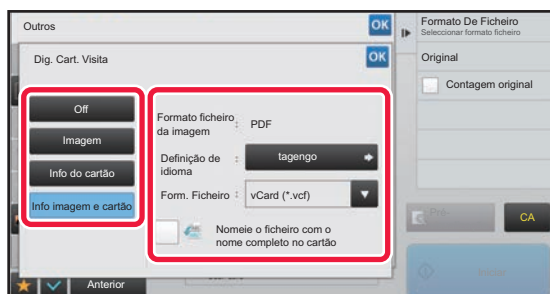 Outros
OK
Dig. Cart. Visita
OK
Off
Imagem
Info do cartão
Info imagem e cartão
Formato ficheiro
da imagem
:
PDF
Definição de
idioma
:
tagengo
Form. Ficheiro :
vCard (*.vcf)
Nomeie o ficheiro com o
nome completo no cartão
Anterior
Formato De Ficheiro
Seleccionar formato ficheiro
Original
Contagem original
CA
Iniciar